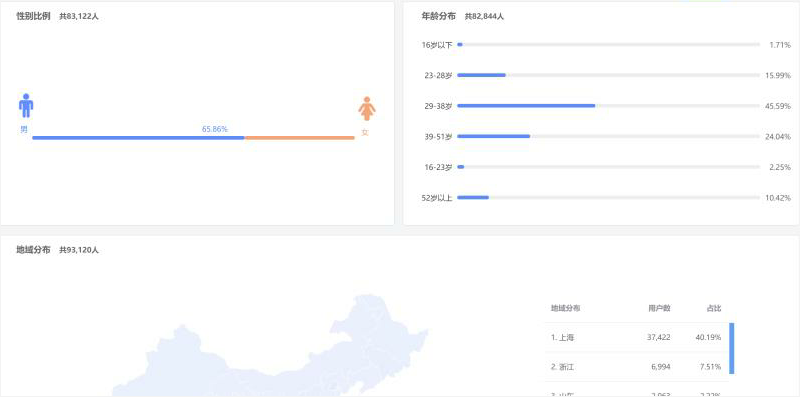 性别比例 共83,122人
男
65.86%
女
年龄分布 共82,844人
16岁以下 1.71%
23-28岁 15.99%
29-38岁 45.59%
39-51岁 24.04%
16-23岁 2.25%
52岁以上 10.42%
地域分布 共93,120人
地域分布 用户数 占比
1. 上海 37,422 40.19%
2. 浙江 6,994 7.51%